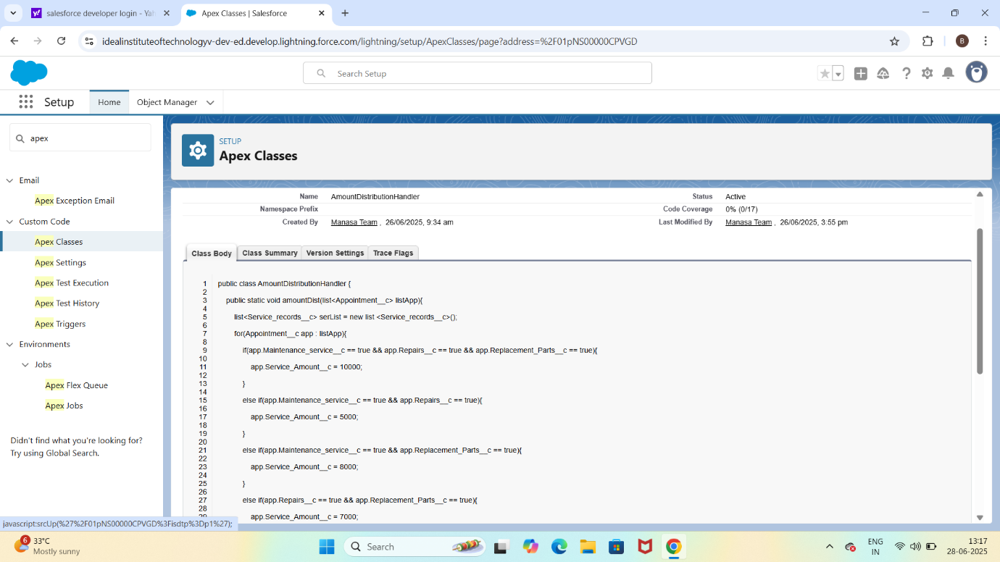 salesforce developer login - Yah
Apex Classes | Salesforce
idealinstituteoftechnologyv-dev-ed.develop.lightning.force.com/lightning/setup/ApexClasses/page?address=%2F01pNS00000CPVGD
B
Search Setup
Setup
Home
Object Manager
apex
Email
Apex Exception Email
Custom Code
Apex Classes
Apex Settings
Apex Test Execution
Apex Test History
Apex Triggers
Environments
Jobs
Apex Flex Queue
Apex Jobs
Didn't find what you're looking for?
Try using Global Search.
SETUP
Apex Classes
Name AmountDistributionHandler Status Active
Namespace Prefix Code Coverage 0% (0/17)
Created By Manasa Team , 26/06/2025, 9:34 am Last Modified By Manasa Team , 26/06/2025, 3:55 pm
Class Body Class Summary Version Settings Trace Flags
1 public class AmountDistributionHandler {
2
3 public static void amountDist(list<Appointment__c> listApp){
4
5 list<Service_records__c> serList = new list <Service_records__c>();
6
7 for(Appointment__c app : listApp){
8
9 if(app.Maintenance_service__c == true && app.Repairs__c == true && app.Replacement_Parts__c == true){
10
11 app.Service_Amount__c = 10000;
12
13 }
14
15 else if(app.Maintenance_service__c == true && app.Repairs__c == true){
16
17 app.Service_Amount__c = 5000;
18
19 }
20
21 else if(app.Maintenance_service__c == true && app.Replacement_Parts__c == true){
22
23 app.Service_Amount__c = 8000;
24
25 }
26
27 else if(app.Repairs__c == true && app.Replacement_Parts__c == true){
28
29 app.Service_Amount__c = 7000;
javascript:srcUp(%27%2F01pNS00000CPVGD%3Fisdtp%3Dp1%27);
6
33°C
Mostly sunny
Search
ENG
IN
13:17
28-06-2025